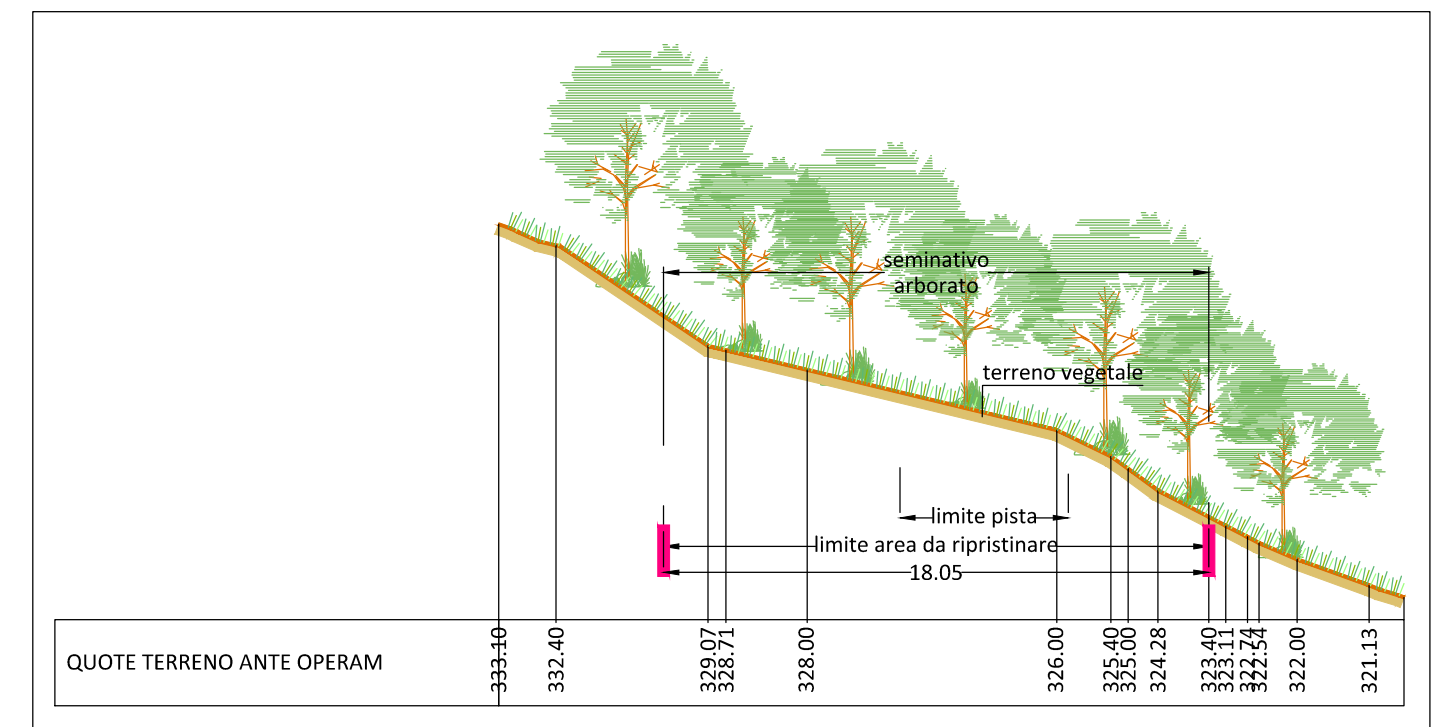 seminativo
arborato
terreno vegetale
limite pista
limite area da ripristinare
18.05
QUOTE TERRENO ANTE OPERAM
333.10
332.40
329.07
328.71
328.00
326.00
325.40
325.00
324.28
323.40
323.11
322.74
322.54
322.00
321.13